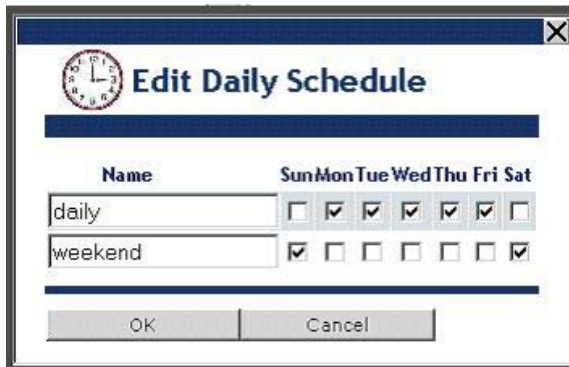 Edit Daily Schedule
Name Sun Mon Tue Wed Thu Fri Sat
daily
weekend
OK Cancel